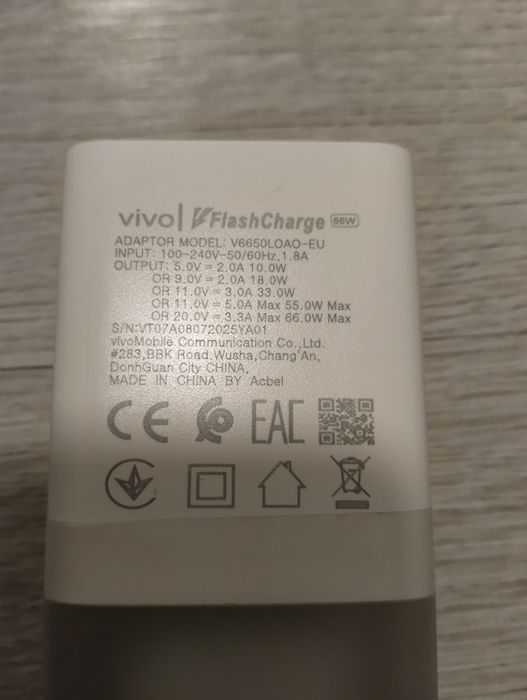 vivo | FlashCharge 66W
ADAPTOR MODEL: V6650L0A0-EU
INPUT: 100-240V~50/60Hz,1.8A
OUTPUT: 5.0V⎓2.0A 10.0W
OR 9.0V⎓2.0A 18.0W
OR 11.0V⎓3.0A 33.0W
OR 11.0V⎓5.0A Max 55.0W Max
OR 20.0V⎓3.3A Max 66.0W Max
S/N:VT07A08072025YA01
vivoMobile Communication Co.,Ltd.
#283,BBK Road,Wusha,Chang'An,
DonhGuan City CHINA,
MADE IN CHINA BY Acbel
CE EAC